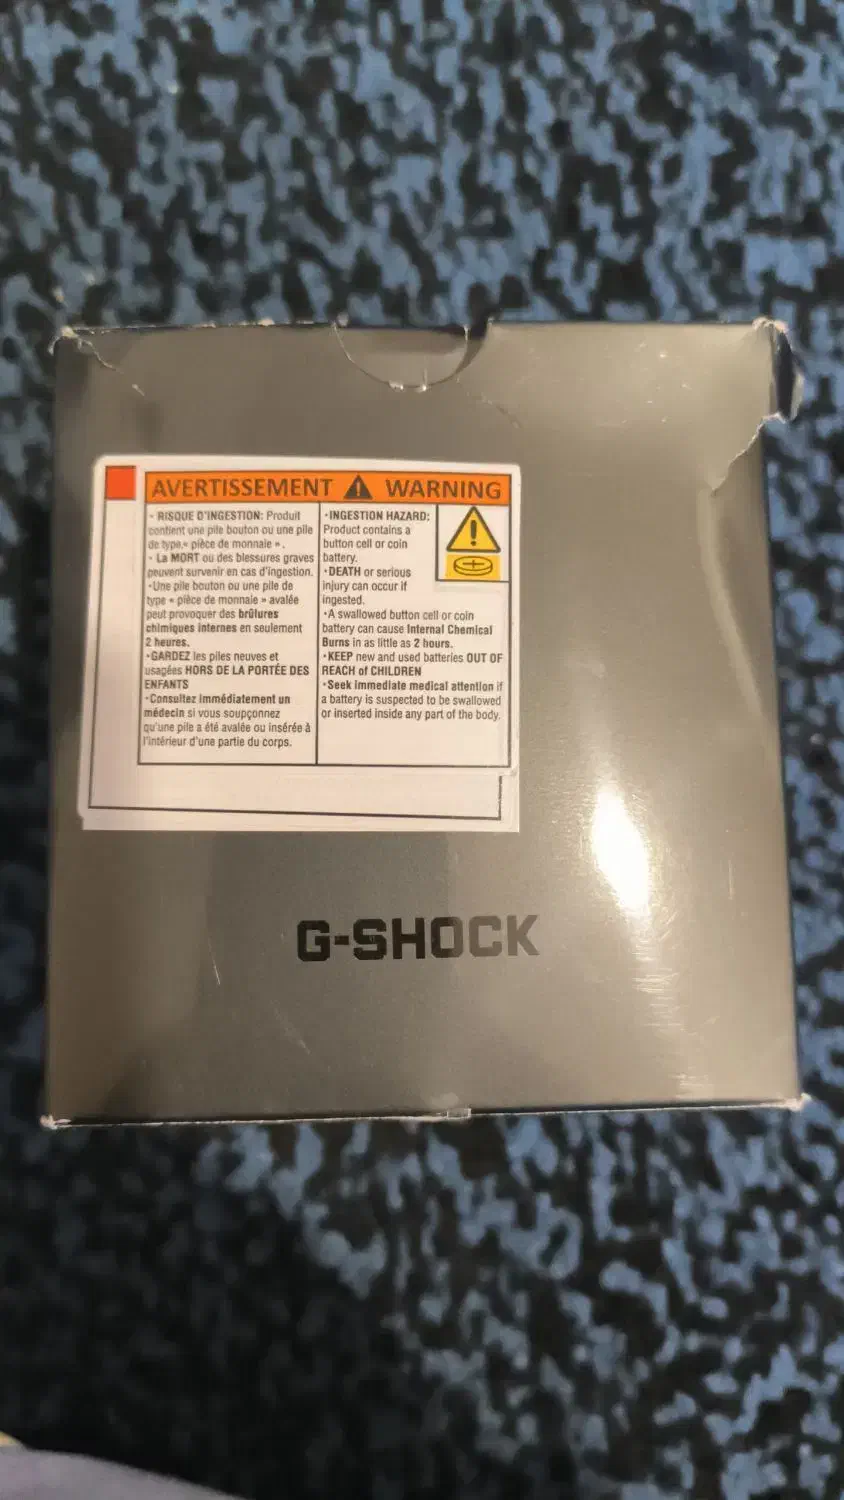 AVERTISSEMENT WARNING
• RISQUE D'INGESTION: Produit
contient une pile bouton ou une pile
de type « pièce de monnaie ».
• La MORT ou des blessures graves
peuvent survenir en cas d'ingestion.
•Une pile bouton ou une pile de
type « pièce de monnaie » avalée
peut provoquer des brûlures
chimiques internes en seulement
2 heures.
•GARDEZ les piles neuves et
usagées HORS DE LA PORTÉE DES
ENFANTS
•Consultez immédiatement un
médecin si vous soupçonnez
qu'une pile a été avalée ou insérée à
l'intérieur d'une partie du corps.
•INGESTION HAZARD:
Product contains a
button cell or coin
battery.
•DEATH or serious
injury can occur if
ingested.
•A swallowed button cell or coin
battery can cause Internal Chemical
Burns in as little as 2 hours.
•KEEP new and used batteries OUT OF
REACH of CHILDREN
•Seek immediate medical attention if
a battery is suspected to be swallowed
or inserted inside any part of the body.
G-SHOCK